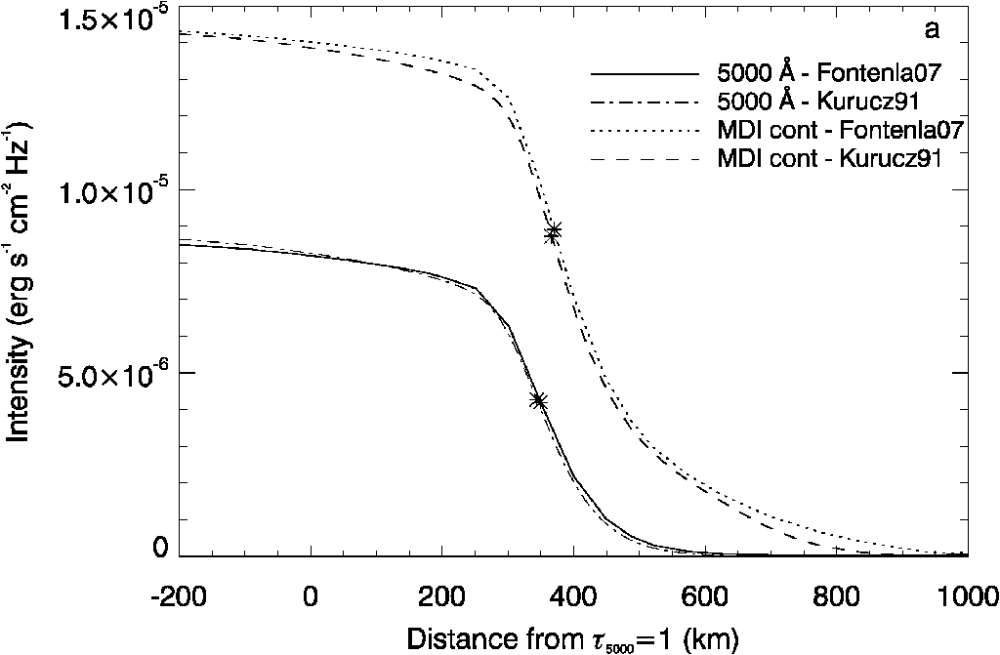 a
1.5×10⁻⁵
1.0×10⁻⁵
5.0×10⁻⁶
0
Intensity (erg s⁻¹ cm⁻² Hz⁻¹)
5000 Å - Fontenla07
5000 Å - Kurucz91
MDI cont - Fontenla07
MDI cont - Kurucz91
-200 0 200 400 600 800 1000
Distance from τ₅₀₀₀=1 (km)